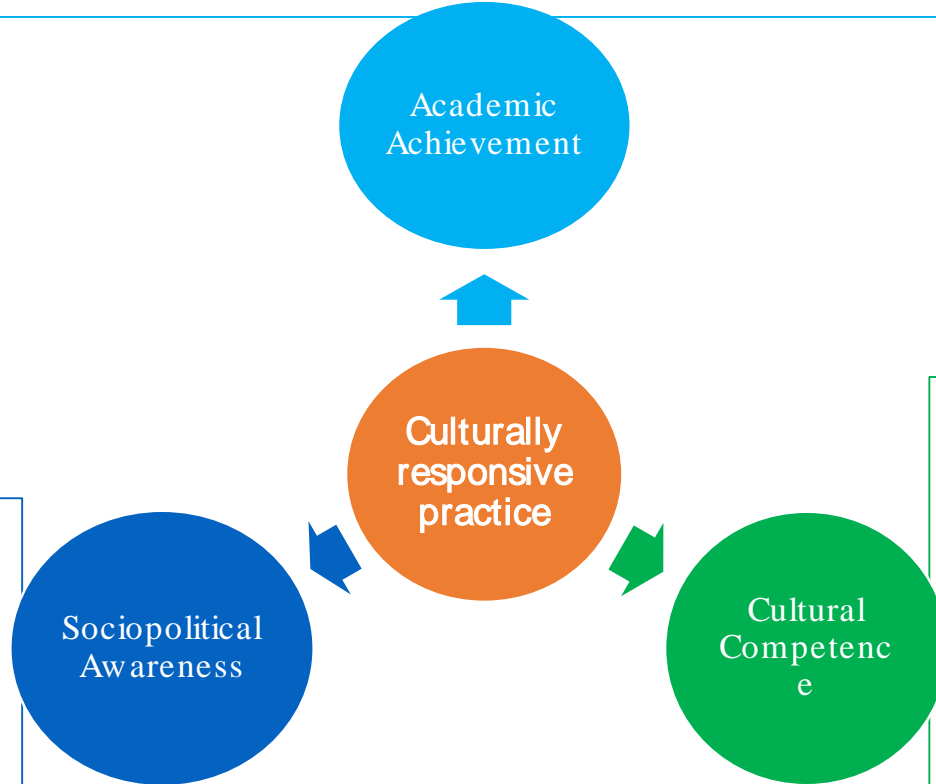 Academic
Achievement
Culturally
responsive
practice
Sociopolitical
Awareness
Cultural
Competenc
e